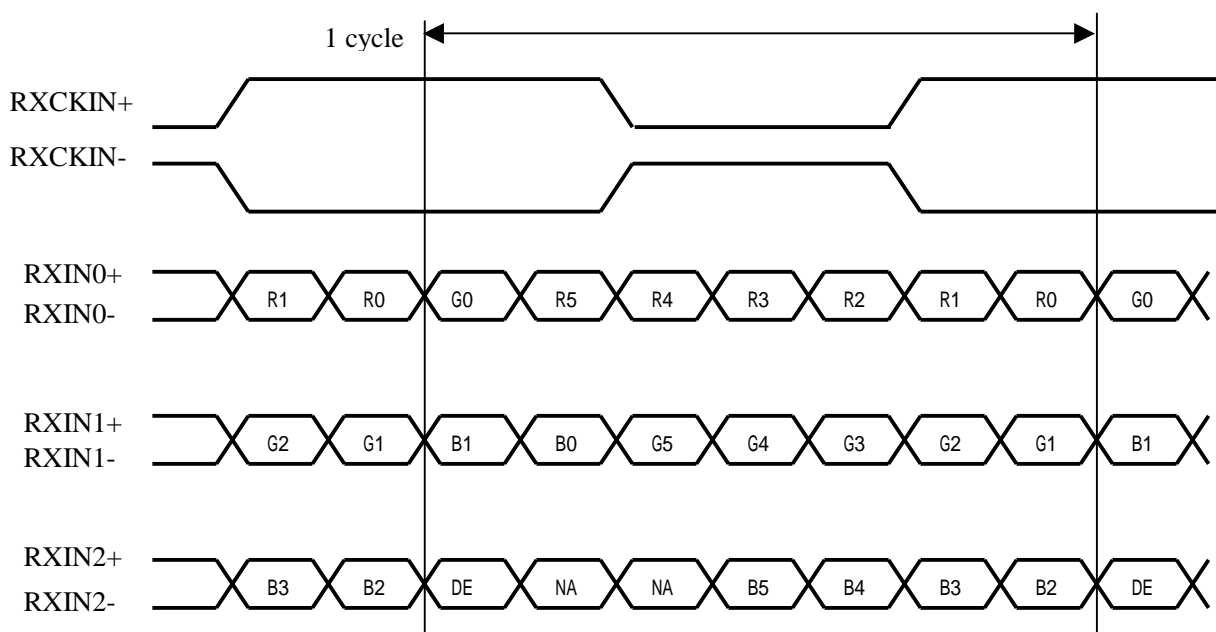 1 cycle
RXCKIN+
RXCKIN-
RXIN0+
RXIN0-
R1 R0 G0 R5 R4 R3 R2 R1 R0 G0
RXIN1+
RXIN1-
G2 G1 B1 B0 G5 G4 G3 G2 G1 B1
RXIN2+
RXIN2-
B3 B2 DE NA NA B5 B4 B3 B2 DE